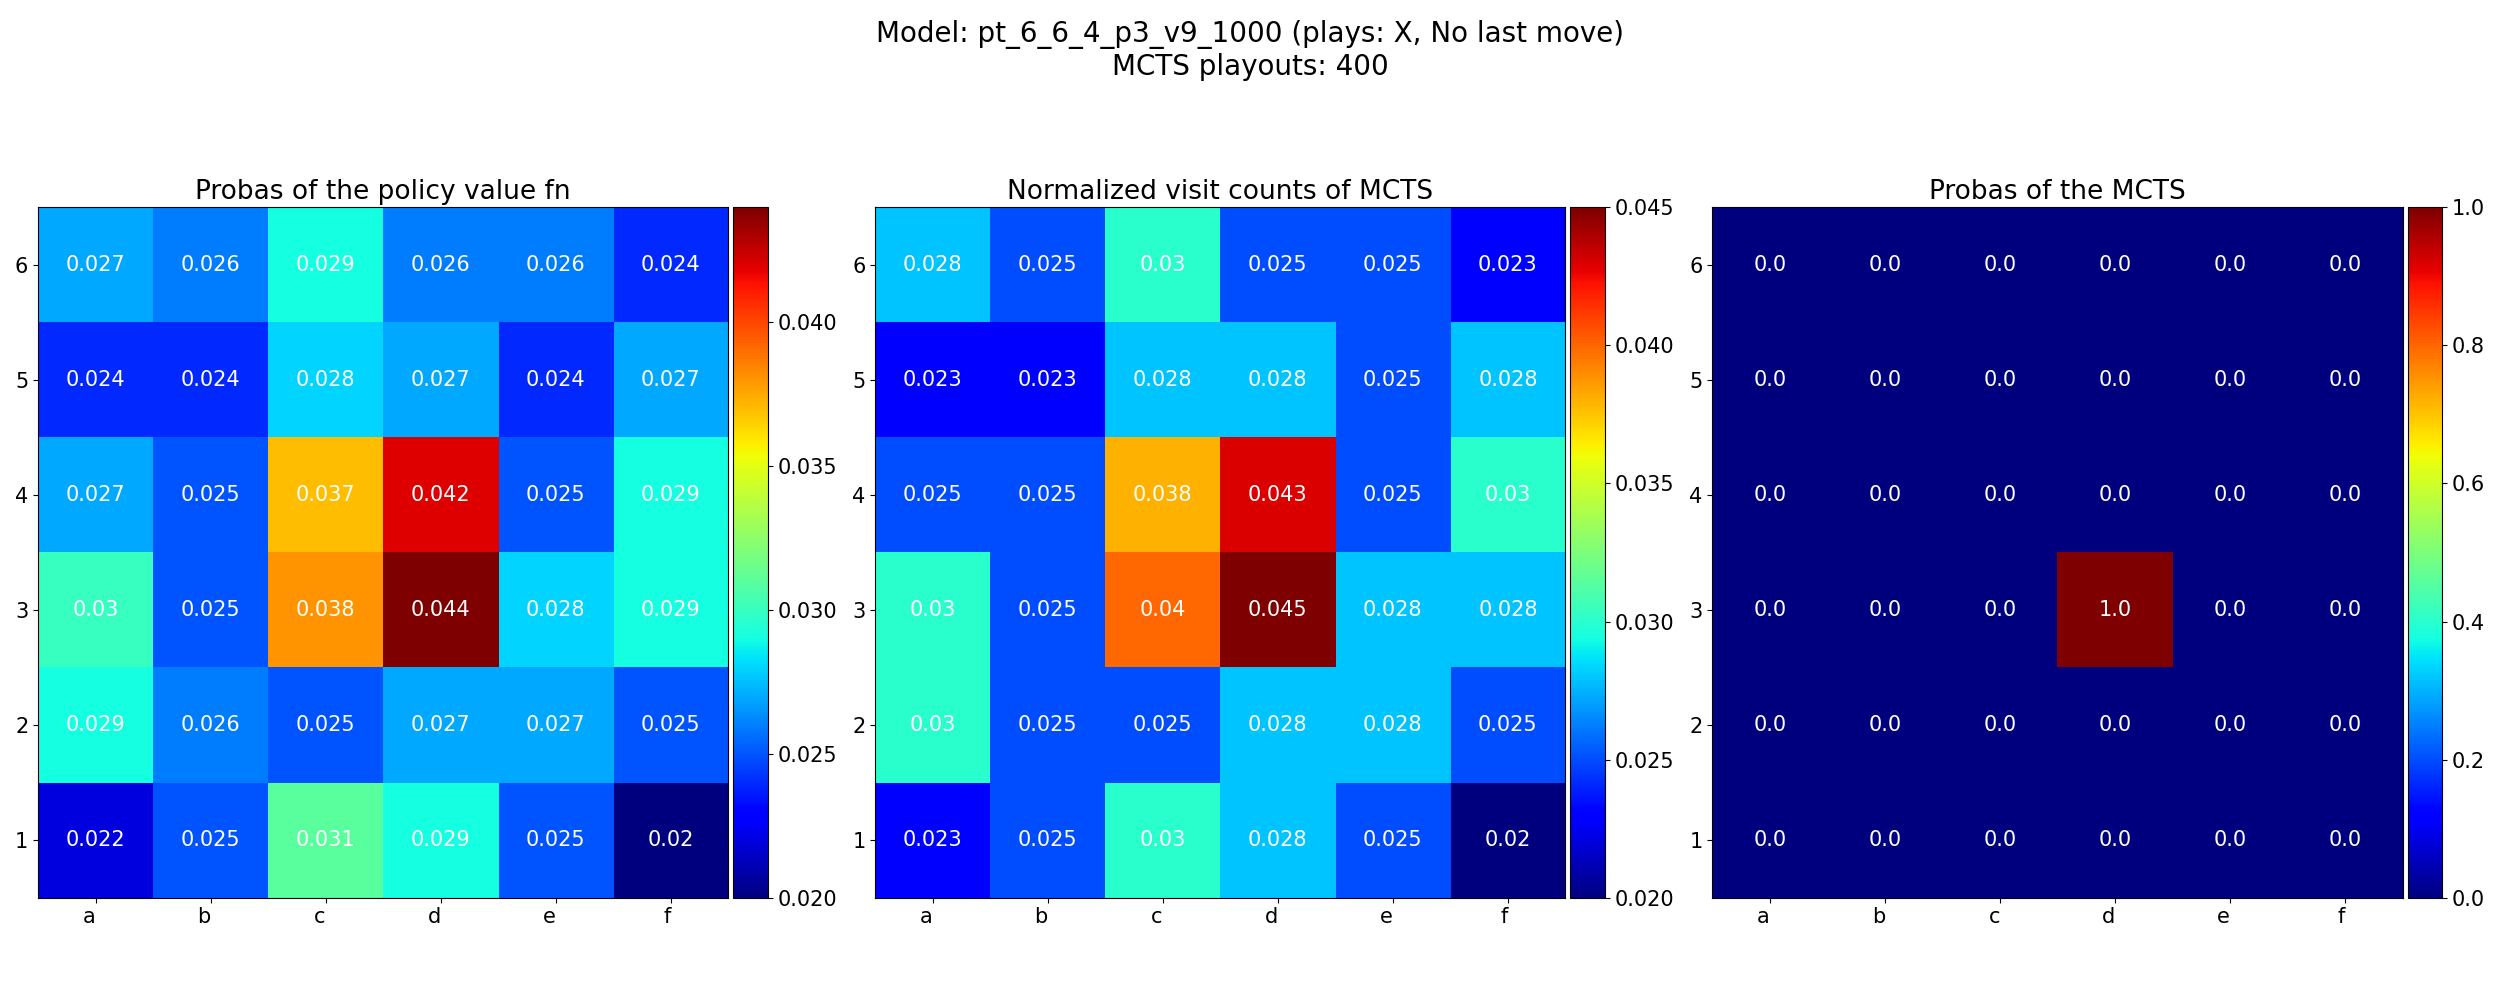 Model: pt_6_6_4_p3_v9_1000 (plays: X, No last move)
MCTS playouts: 400
Probas of the policy value fn
6 0.027 0.026 0.029 0.026 0.026 0.024
5 0.024 0.024 0.028 0.027 0.024 0.027
4 0.027 0.025 0.037 0.042 0.025 0.029
3 0.03 0.025 0.038 0.044 0.028 0.029
2 0.029 0.026 0.025 0.027 0.027 0.025
1 0.022 0.025 0.031 0.029 0.025 0.02
a b c d e f
0.040
0.035
0.030
0.025
0.020
Normalized visit counts of MCTS
6 0.028 0.025 0.03 0.025 0.025 0.023
5 0.023 0.023 0.028 0.028 0.025 0.028
4 0.025 0.025 0.038 0.043 0.025 0.03
3 0.03 0.025 0.04 0.045 0.028 0.028
2 0.03 0.025 0.025 0.028 0.028 0.025
1 0.023 0.025 0.03 0.028 0.025 0.02
a b c d e f
0.045
0.040
0.035
0.030
0.025
0.020
Probas of the MCTS
6 0.0 0.0 0.0 0.0 0.0 0.0
5 0.0 0.0 0.0 0.0 0.0 0.0
4 0.0 0.0 0.0 0.0 0.0 0.0
3 0.0 0.0 0.0 1.0 0.0 0.0
2 0.0 0.0 0.0 0.0 0.0 0.0
1 0.0 0.0 0.0 0.0 0.0 0.0
a b c d e f
1.0
0.8
0.6
0.4
0.2
0.0